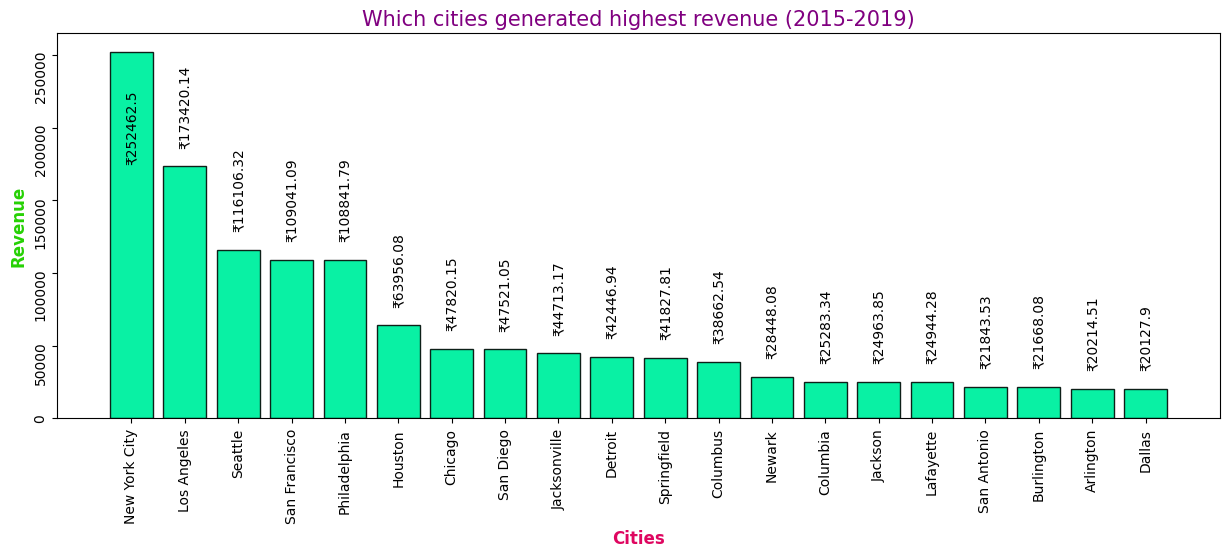 Which cities generated highest revenue (2015-2019)
Revenue
250000
200000
150000
100000
50000
0
₹252462.5
₹173420.14
₹116106.32
₹109041.09
₹108841.79
₹63956.08
₹47820.15
₹47521.05
₹44713.17
₹42446.94
₹41827.81
₹38662.54
₹28448.08
₹25283.34
₹24963.85
₹24944.28
₹21843.53
₹21668.08
₹20214.51
₹20127.9
New York City
Los Angeles
Seattle
San Francisco
Philadelphia
Houston
Chicago
San Diego
Jacksonville
Detroit
Springfield
Columbus
Newark
Columbia
Jackson
Lafayette
San Antonio
Burlington
Arlington
Dallas
Cities